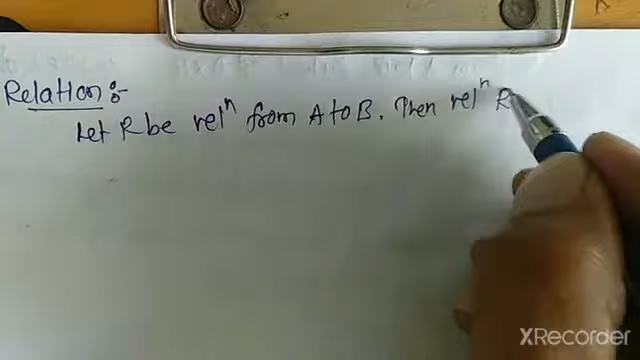 Relation :-
Let R be relⁿ from A to B. Then relⁿ R
XRecorder